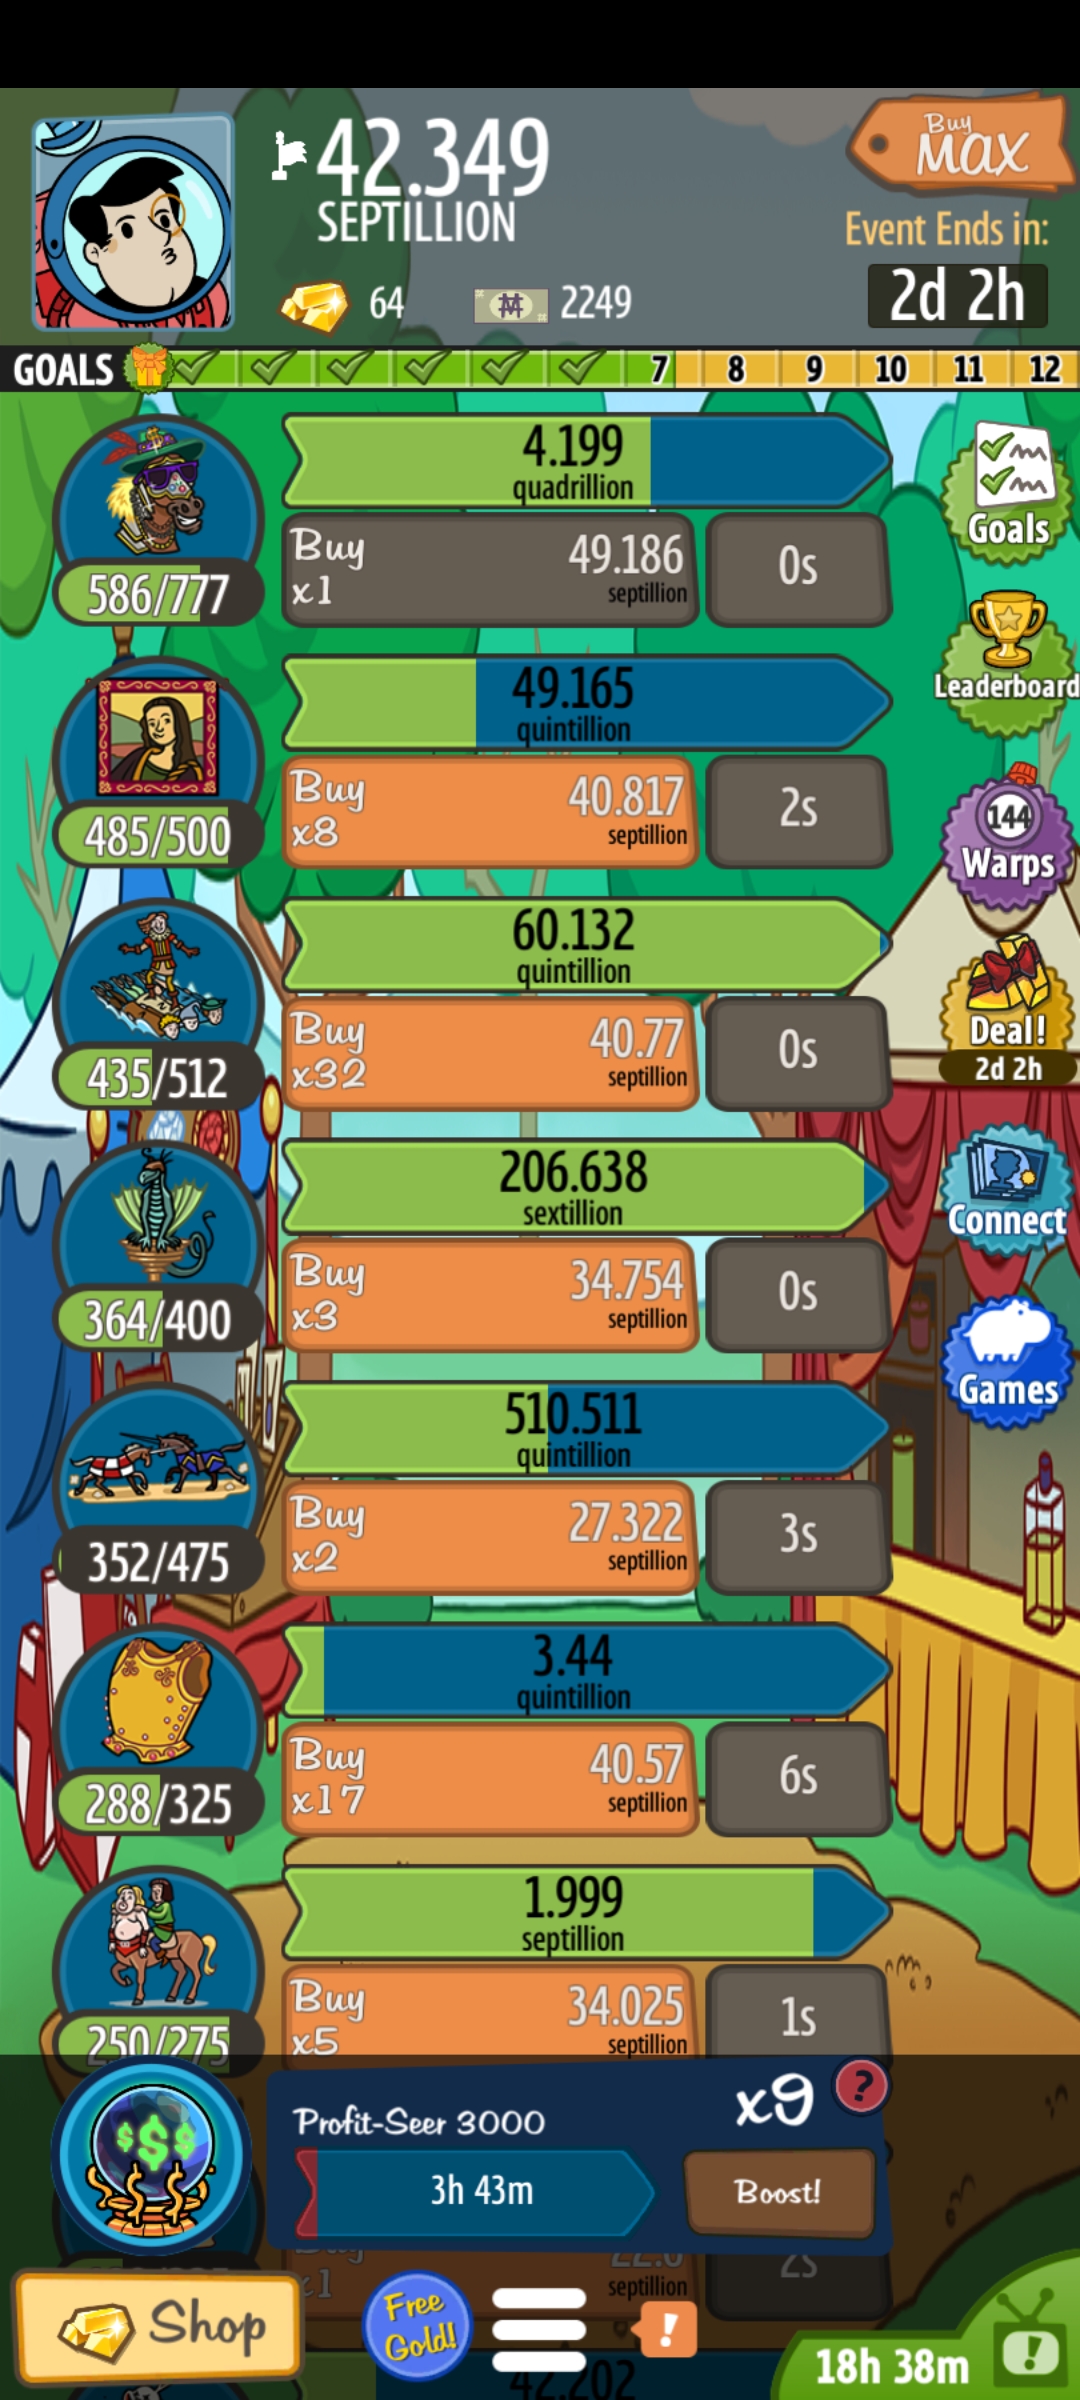 42.349
SEPTILLION
64
2249
Buy
MAX
Event Ends in:
2d 2h
GOALS 7 8 9 10 11 12
4.199
quadrillion
Buy
x1
49.186
septillion
0s
586/777
Goals
Leaderboard
49.165
quintillion
Buy
x8
40.817
septillion
2s
485/500
144
Warps
60.132
quintillion
Buy
x32
40.77
septillion
0s
435/512
Deal!
2d 2h
206.638
sextillion
Buy
x3
34.754
septillion
0s
364/400
Connect
Games
510.511
quintillion
Buy
x2
27.322
septillion
3s
352/475
3.44
quintillion
Buy
x17
40.57
septillion
6s
288/325
1.999
septillion
Buy
x5
34.025
septillion
1s
250/275
$$$
Profit-Seer 3000
x9
?
3h 43m
Boost!
septillion
2s
Shop
Free
Gold!
!
18h 38m
!
42.202